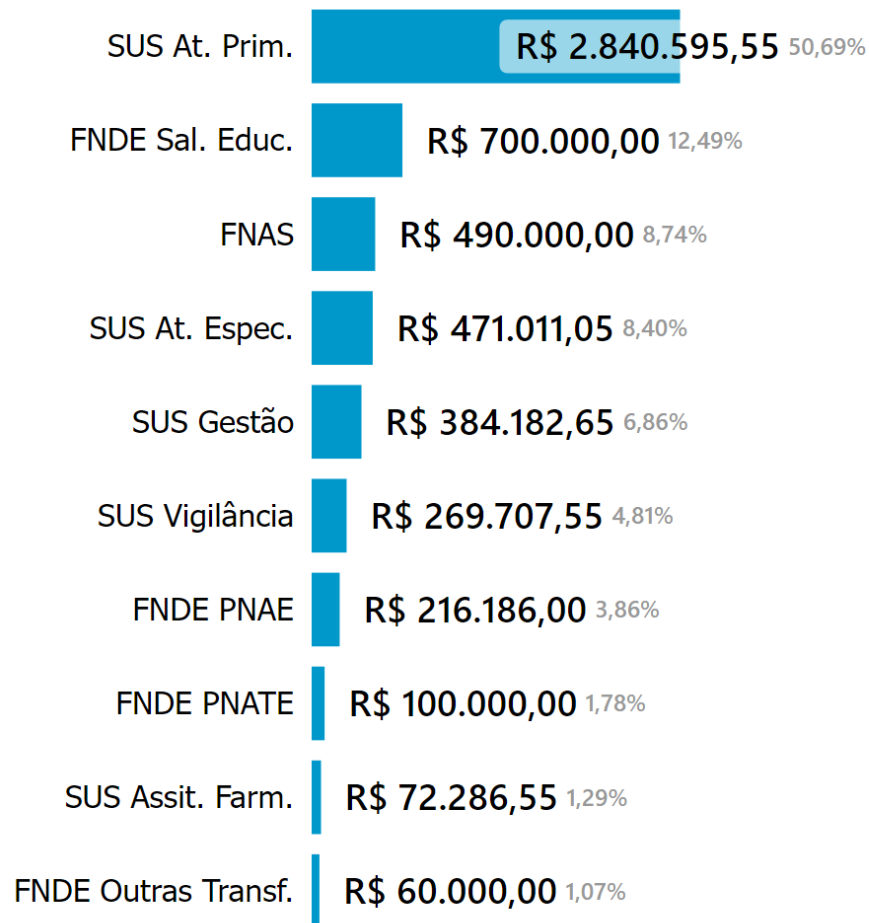 SUS At. Prim. R$ 2.840.595,55 50,69%
FNDE Sal. Educ. R$ 700.000,00 12,49%
FNAS R$ 490.000,00 8,74%
SUS At. Espec. R$ 471.011,05 8,40%
SUS Gestão R$ 384.182,65 6,86%
SUS Vigilância R$ 269.707,55 4,81%
FNDE PNAE R$ 216.186,00 3,86%
FNDE PNATE R$ 100.000,00 1,78%
SUS Assit. Farm. R$ 72.286,55 1,29%
FNDE Outras Transf. R$ 60.000,00 1,07%